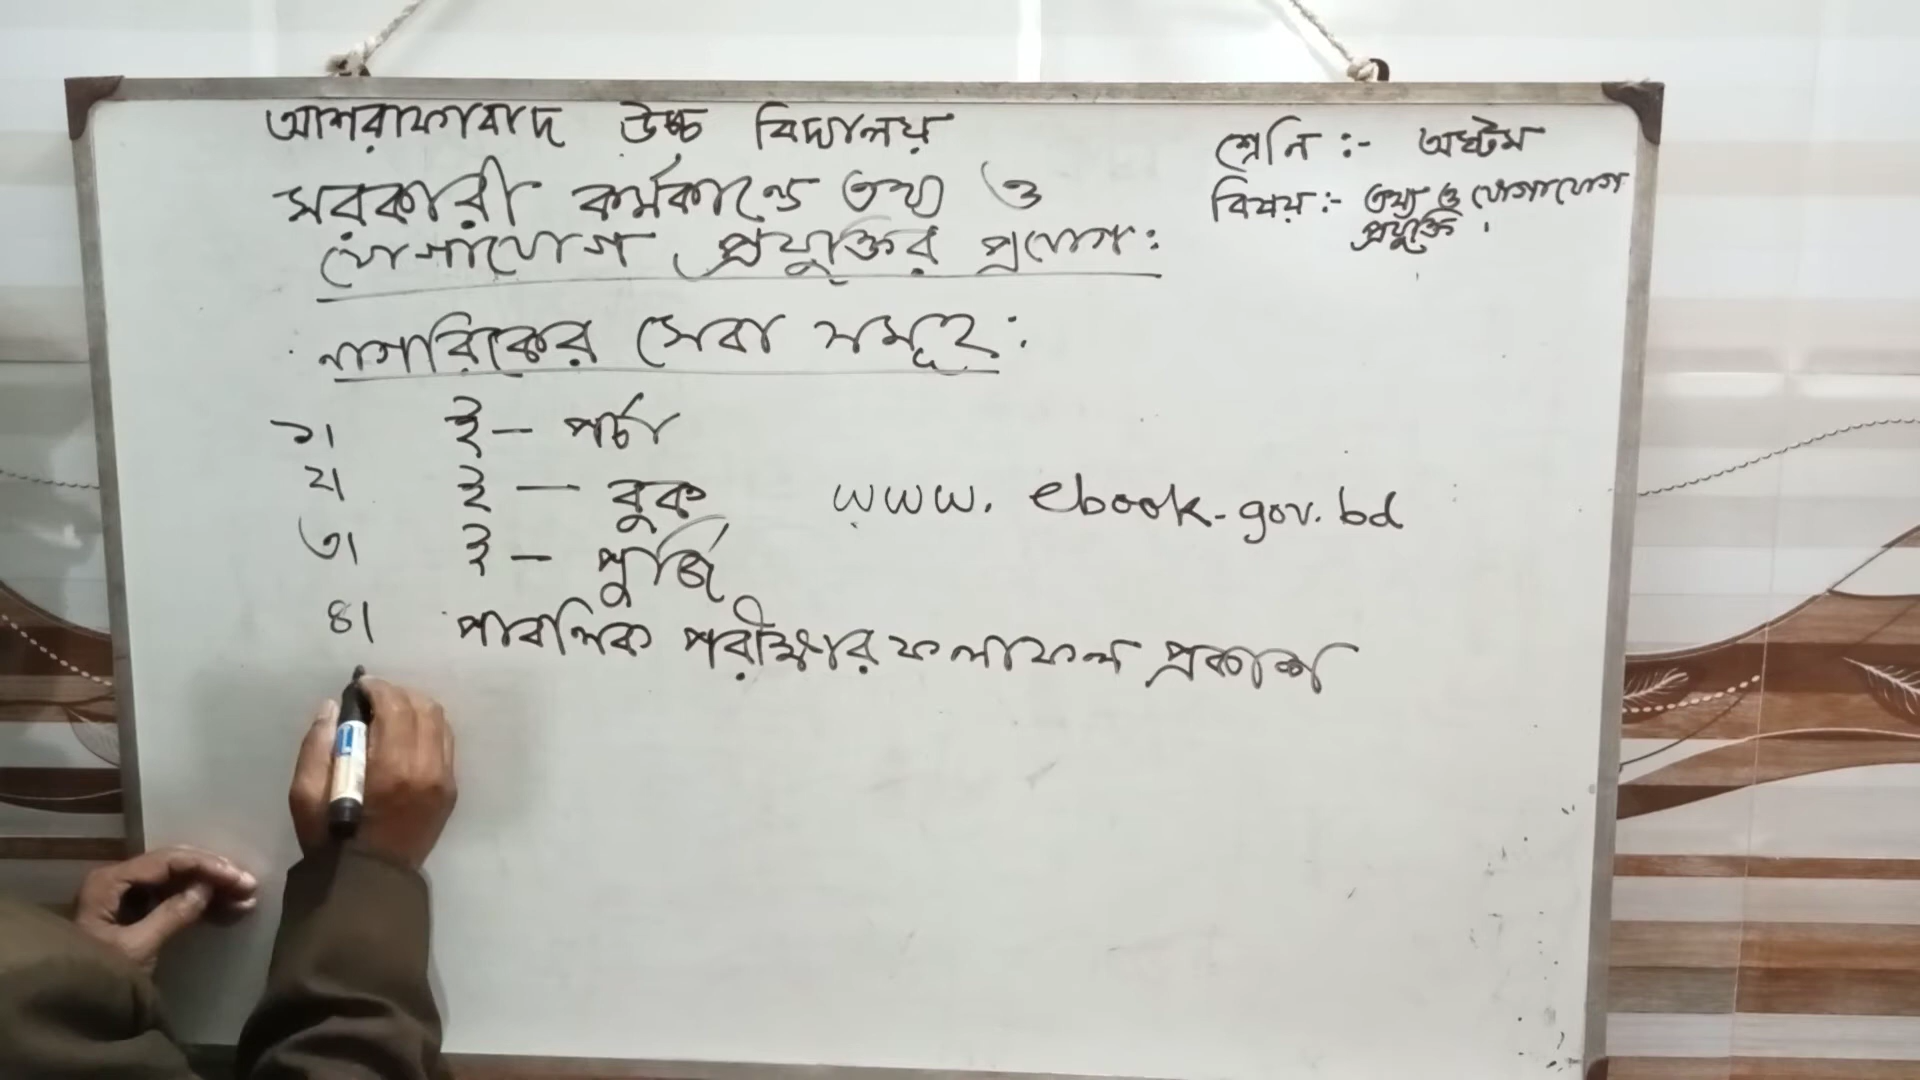 আশরাফাবাদ উচ্চ বিদ্যালয়
শ্রেনি :- অষ্টম
সরকারী কর্মকান্ডে তথ্য ও
যোগাযোগ প্রযুক্তির প্রয়োগ :
বিষয় :- তথ্য ও যোগাযোগ
প্রযুক্তি ।
নাগরিকের সেবা সমূহ :
১। ই - পর্চা
২। ই - বুক www. ebook.gov.bd
৩। ই - পুর্জি
৪। পাবলিক পরীক্ষার ফলাফল প্রকাশ